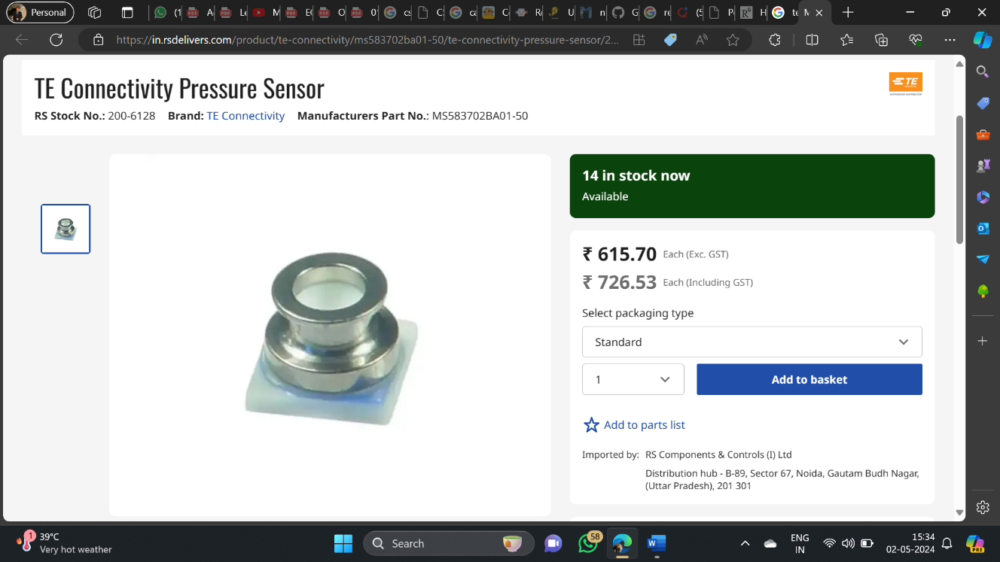 Personal
https://in.rsdelivers.com/product/te-connectivity/ms583702ba01-50/te-connectivity-pressure-sensor/2...
TE Connectivity Pressure Sensor
RS Stock No.: 200-6128 Brand: TE Connectivity Manufacturers Part No.: MS583702BA01-50
TE
14 in stock now
Available
₹ 615.70 Each (Exc. GST)
₹ 726.53 Each (Including GST)
Select packaging type
Standard
1
Add to basket
Add to parts list
Imported by: RS Components & Controls (I) Ltd
Distribution hub - B-89, Sector 67, Noida, Gautam Budh Nagar,
(Uttar Pradesh), 201 301
1
39°C
Very hot weather
Search
58
ENG
IN
15:34
02-05-2024
PRE